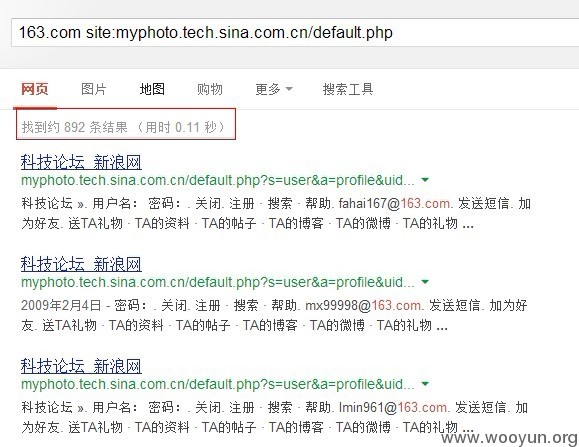 163.com site:myphoto.tech.sina.com.cn/default.php
网页 图片 地图 购物 更多 搜索工具
找到约 892 条结果 （用时 0.11 秒）
科技论坛_新浪网
myphoto.tech.sina.com.cn/default.php?s=user&a=profile&uid...
科技论坛 ». 用户名： 密码：. 关闭. 注册 · 搜索 · 帮助. fahai167@163.com. 发送短信. 加
为好友. 送TA礼物 · TA的资料 · TA的帖子 · TA的博客 · TA的微博 · TA的礼物 ...
科技论坛_新浪网
myphoto.tech.sina.com.cn/default.php?s=user&a=profile&uid...
2009年2月4日 - 密码：. 关闭. 注册 · 搜索 · 帮助. mx99998@163.com. 发送短信. 加为好
友. 送TA礼物 · TA的资料 · TA的帖子 · TA的博客 · TA的微博 · TA的礼物 ...
科技论坛_新浪网
myphoto.tech.sina.com.cn/default.php?s=user&a=profile&uid...
科技论坛 ». 用户名： 密码：. 关闭. 注册 · 搜索 · 帮助. lmin961@163.com. 发送短信. 加
为好友. 送TA礼物 · TA的资料 · TA的帖子 · TA的博客 · TA的微博 · TA的礼物 ...
www.wooyun.org